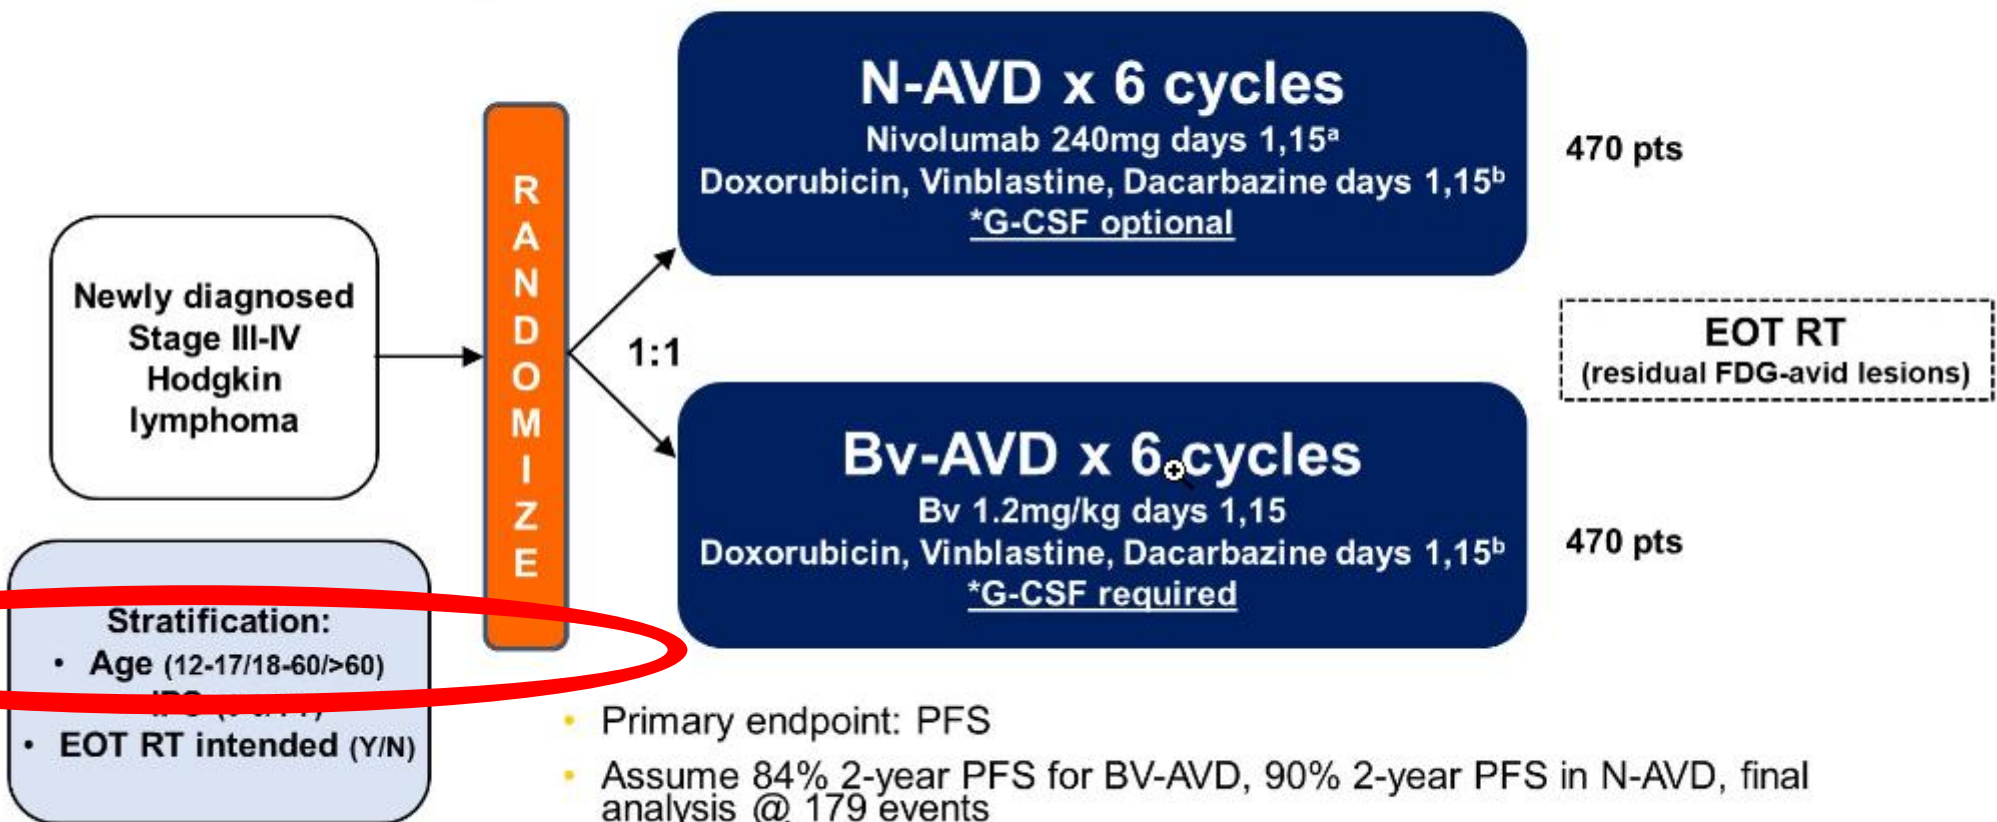 N-AVD x 6 cycles
Nivolumab 240mg days 1,15ᵃ
Doxorubicin, Vinblastine, Dacarbazine days 1,15ᵇ
*G-CSF optional
470 pts
RANDOMIZE
Newly diagnosed
Stage III-IV
Hodgkin
lymphoma
1:1
EOT RT
(residual FDG-avid lesions)
Bv-AVD x 6 cycles
Bv 1.2mg/kg days 1,15
Doxorubicin, Vinblastine, Dacarbazine days 1,15ᵇ
*G-CSF required
470 pts
Stratification:
• Age (12-17/18-60/>60)
• EOT RT intended (Y/N)
• Primary endpoint: PFS
• Assume 84% 2-year PFS for BV-AVD, 90% 2-year PFS in N-AVD, final
analysis @ 179 events